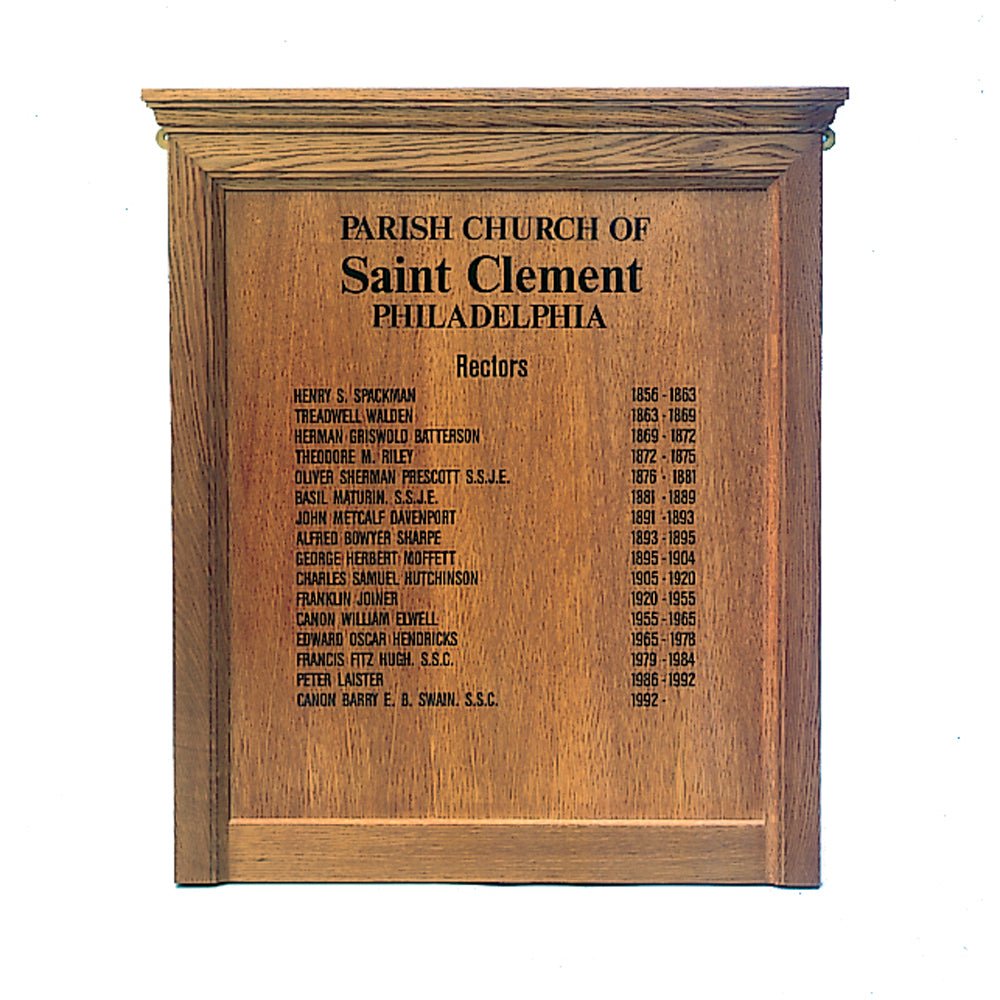 PARISH CHURCH OF
Saint Clement
PHILADELPHIA
Rectors
HENRY S. SPACKMAN 1856 - 1863
TREADWELL WALDEN 1863 - 1869
HERMAN GRISWOLD BATTERSON 1869 - 1872
THEODORE M. RILEY 1872 - 1875
OLIVER SHERMAN PRESCOTT S.S.J.E. 1876 - 1881
BASIL MATURIN. S.S.J.E. 1881 - 1889
JOHN METCALF DAVENPORT 1891 - 1893
ALFRED BOWYER SHARPE 1893 - 1895
GEORGE HERBERT MOFFETT 1895 - 1904
CHARLES SAMUEL HUTCHINSON 1905 - 1920
FRANKLIN JOINER 1920 - 1955
CANON WILLIAM ELWELL 1955 - 1965
EDWARD OSCAR HENDRICKS 1965 - 1978
FRANCIS FITZ HUGH. S.S.C. 1979 - 1984
PETER LAISTER 1986 - 1992
CANON BARRY E. B. SWAIN. S.S.C. 1992 -